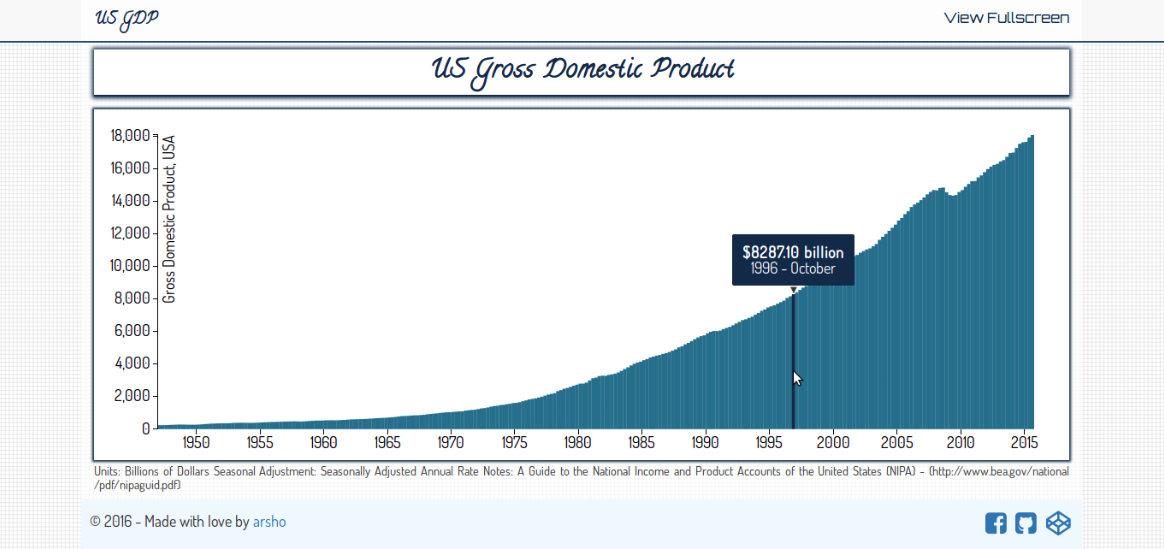 US GDP
View Fullscreen
US Gross Domestic Product
18,000
16,000
14,000
12,000
10,000
8,000
6,000
4,000
2,000
0
Gross Domestic Product, USA
$8287.10 billion
1996 - October
1950 1955 1960 1965 1970 1975 1980 1985 1990 1995 2000 2005 2010 2015
Units: Billions of Dollars Seasonal Adjustment: Seasonally Adjusted Annual Rate Notes: A Guide to the National Income and Product Accounts of the United States (NIPA) - (http://www.bea.gov/national
/pdf/nipaguid.pdf)
© 2016 - Made with love by arsho